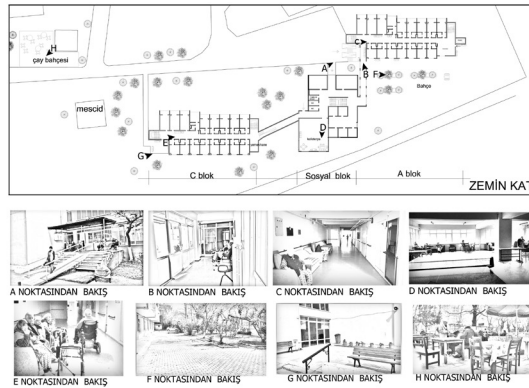 H
çay bahçesi
mescid
C
A
B
F
Bahçe
D
E
G
C blok
Sosyal blok
A blok
ZEMİN KAT
A NOKTASINDAN BAKIŞ
B NOKTASINDAN BAKIŞ
C NOKTASINDAN BAKIŞ
D NOKTASINDAN BAKIŞ
E NOKTASINDAN BAKIŞ
F NOKTASINDAN BAKIŞ
G NOKTASINDAN BAKIŞ
H NOKTASINDAN BAKIŞ